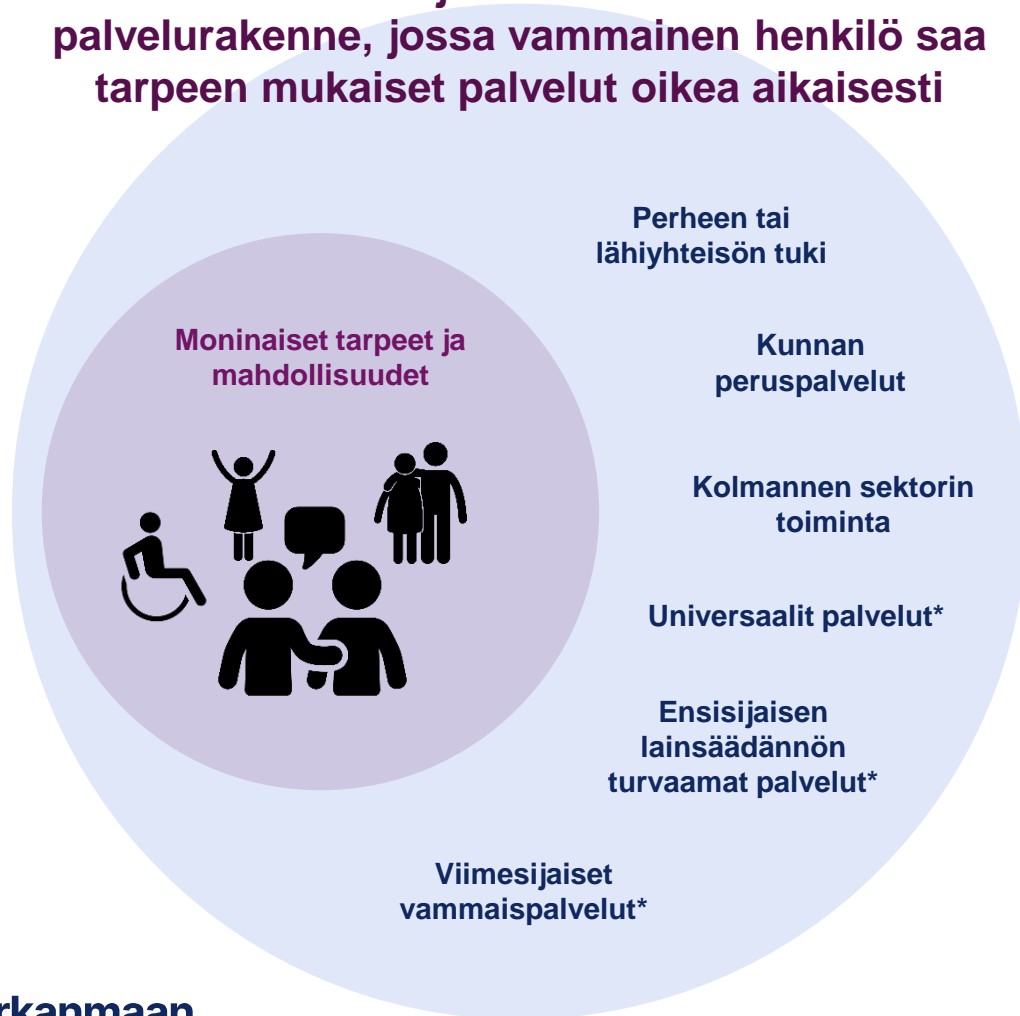 palvelurakenne, jossa vammainen henkilö saa
tarpeen mukaiset palvelut oikea aikaisesti
Perheen tai
lähiyhteisön tuki
Moninaiset tarpeet ja
mahdollisuudet
Kunnan
peruspalvelut
Kolmannen sektorin
toiminta
Universaalit palvelut*
Ensisijaisen
lainsäädännön
turvaamat palvelut*
Viimesijaiset
vammaispalvelut*